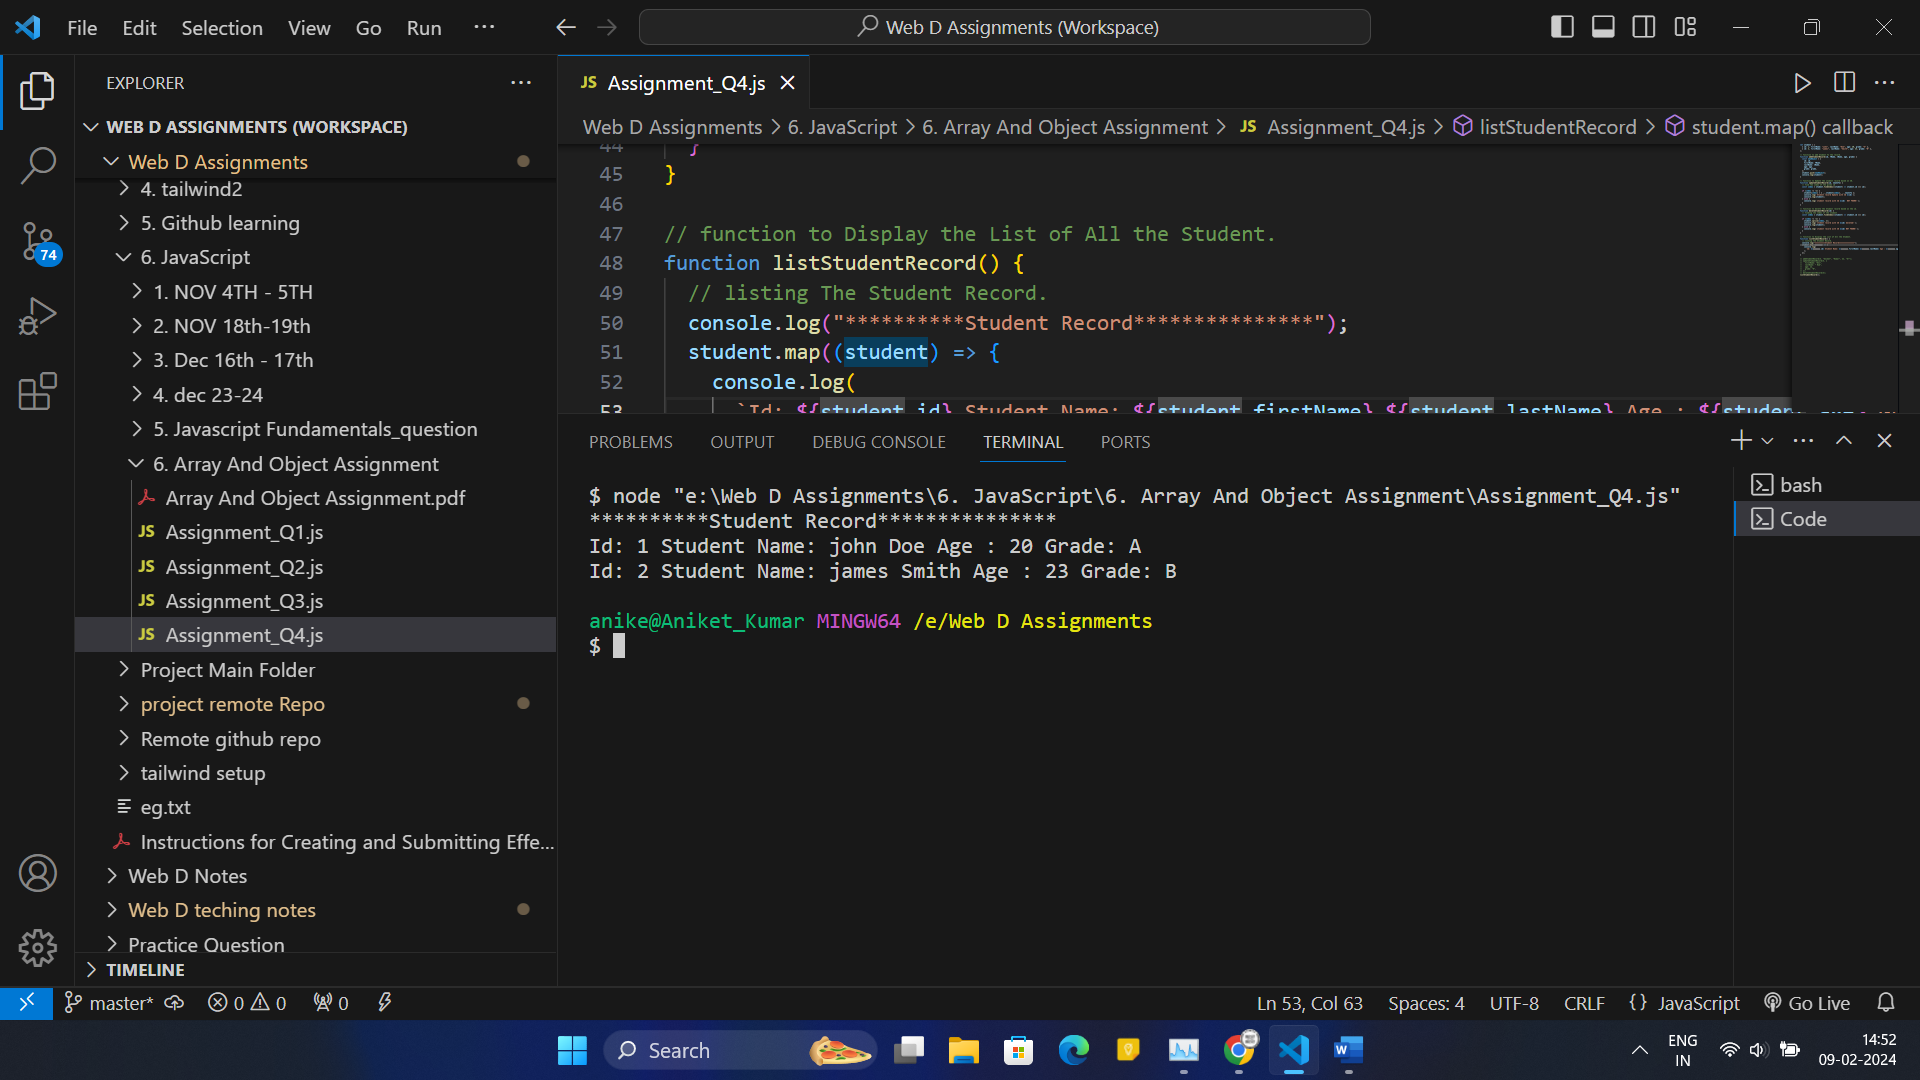 File Edit Selection View Go Run ···
Web D Assignments (Workspace)
EXPLORER
WEB D ASSIGNMENTS (WORKSPACE)
Web D Assignments
4. tailwind2
5. Github learning
6. JavaScript
1. NOV 4TH - 5TH
2. NOV 18th-19th
3. Dec 16th - 17th
4. dec 23-24
5. Javascript Fundamentals_question
6. Array And Object Assignment
Array And Object Assignment.pdf
JS Assignment_Q1.js
JS Assignment_Q2.js
JS Assignment_Q3.js
JS Assignment_Q4.js
Project Main Folder
project remote Repo
Remote github repo
tailwind setup
eg.txt
Instructions for Creating and Submitting Effe...
Web D Notes
Web D teching notes
Practice Question
TIMELINE
74
JS Assignment_Q4.js
Web D Assignments > 6. JavaScript > 6. Array And Object Assignment > JS Assignment_Q4.js > listStudentRecord > student.map() callback
44 }
45 }
46
47 // function to Display the List of All the Student.
48 function listStudentRecord() {
49 // listing The Student Record.
50 console.log("**********Student Record***************");
51 student.map((student) => {
52 console.log(
53 `Id: ${student.id} Student Name: ${student.firstName} ${student.lastName} Age : ${studen
PROBLEMS OUTPUT DEBUG CONSOLE TERMINAL PORTS
$ node "e:\Web D Assignments\6. JavaScript\6. Array And Object Assignment\Assignment_Q4.js"
**********Student Record***************
Id: 1 Student Name: john Doe Age : 20 Grade: A
Id: 2 Student Name: james Smith Age : 23 Grade: B
anike@Aniket_Kumar MINGW64 /e/Web D Assignments
$
bash
Code
master* 0 0 0
Ln 53, Col 63 Spaces: 4 UTF-8 CRLF {} JavaScript Go Live
Search
W
ENG
IN
14:52
09-02-2024